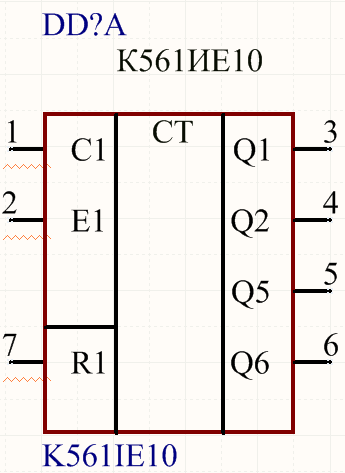 DD?A
К561ИЕ10
1 C1 CT Q1 3
2 E1 Q2 4
Q5 5
7 R1 Q6 6
K561IE10